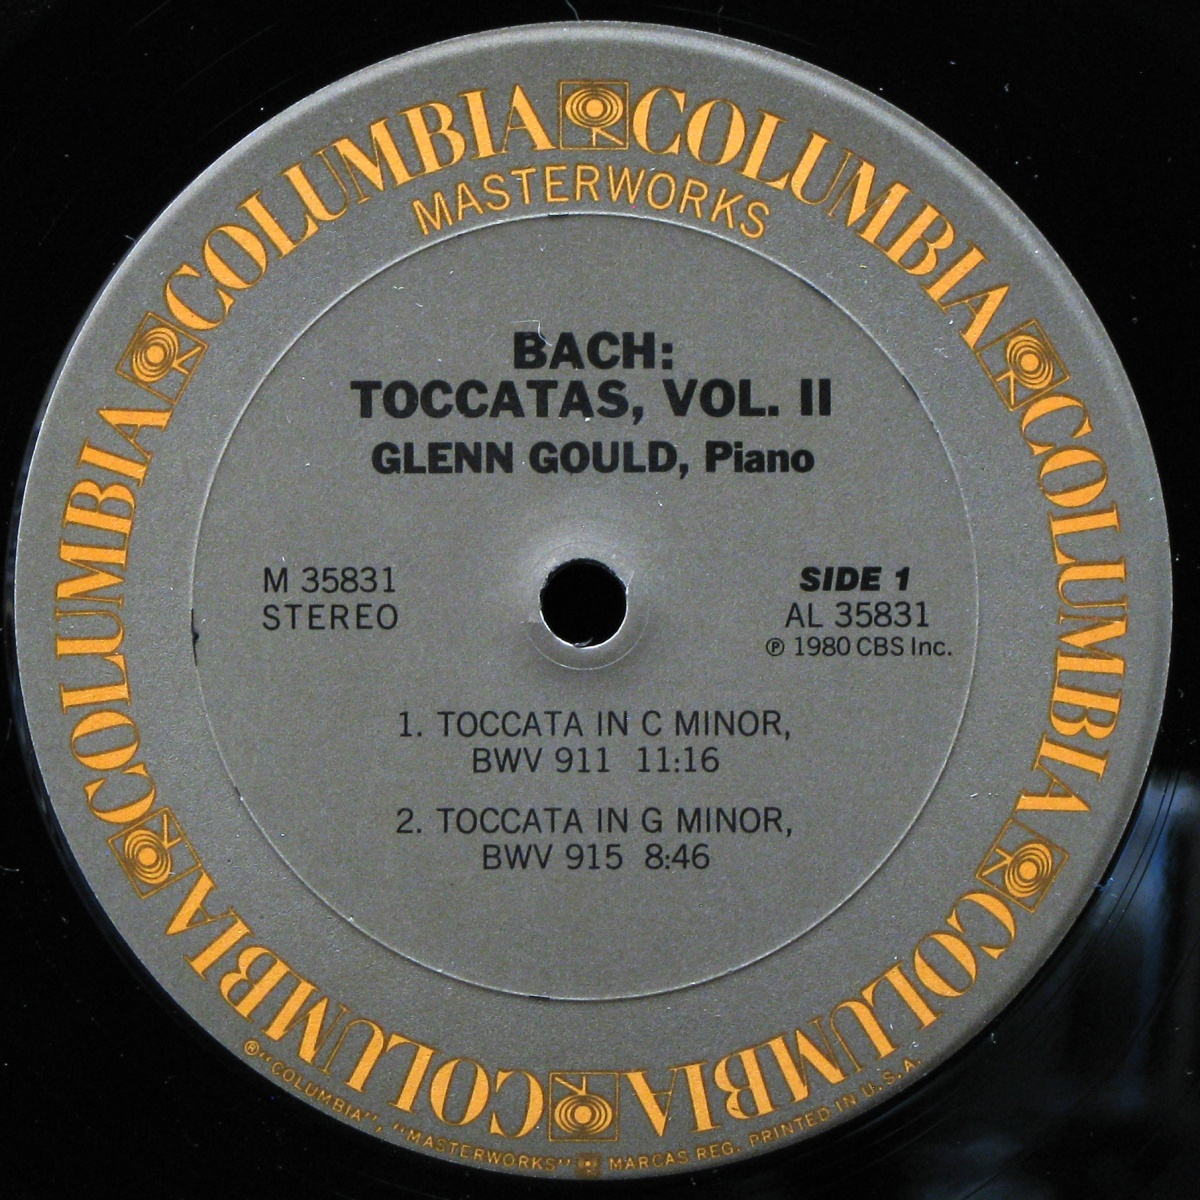 COLUMBIA COLUMBIA COLUMBIA COLUMBIA COLUMBIA COLUMBIA
MASTERWORKS
BACH:
TOCCATAS, VOL. II
GLENN GOULD, Piano
M 35831
STEREO
SIDE 1
AL 35831
℗ 1980 CBS Inc.
1. TOCCATA IN C MINOR,
BWV 911 11:16
2. TOCCATA IN G MINOR,
BWV 915 8:46
®"COLUMBIA", "MASTERWORKS" MARCAS REG. PRINTED IN U.S.A.